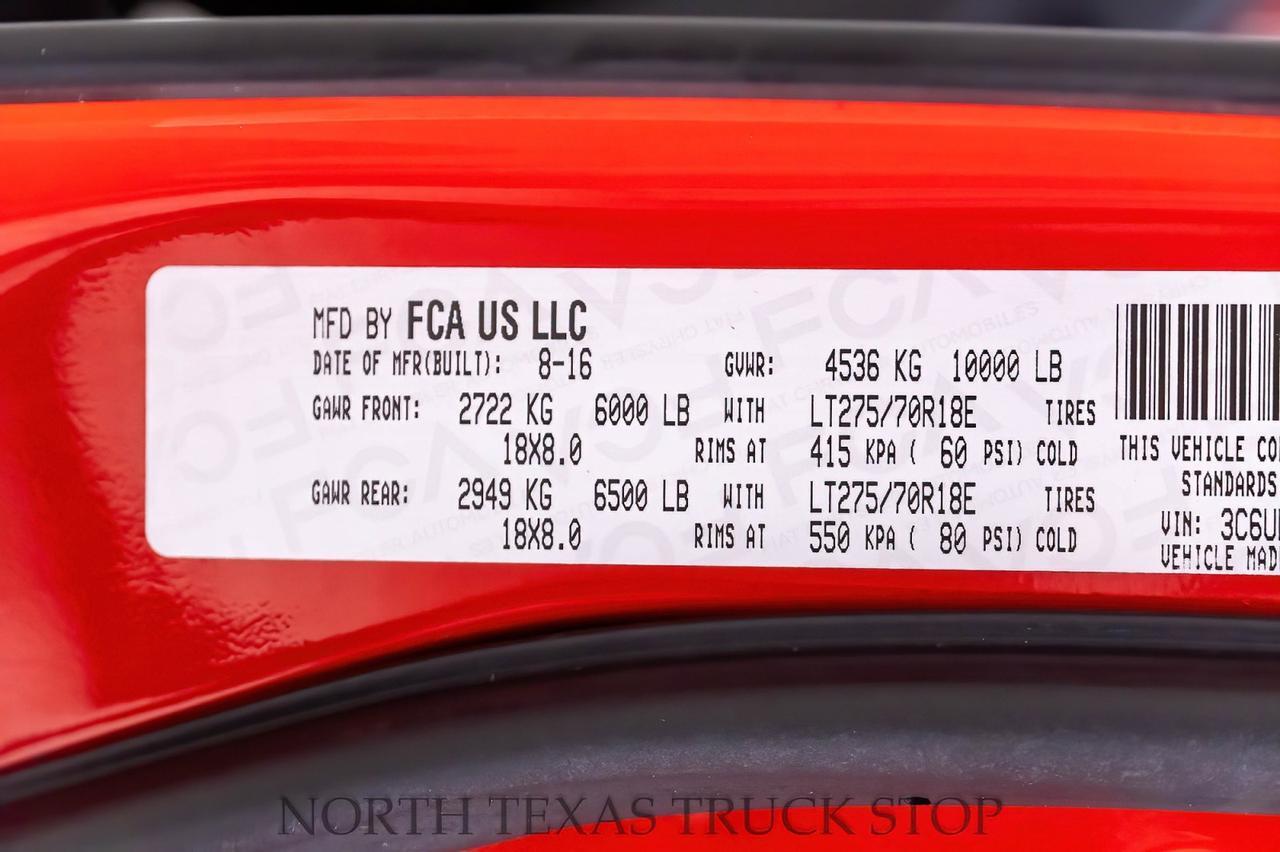 MFD BY FCA US LLC
DATE OF MFR(BUILT): 8-16 GVWR: 4536 KG 10000 LB
GAWR FRONT: 2722 KG 6000 LB WITH LT275/70R18E TIRES
18X8.0 RIMS AT 415 KPA ( 60 PSI) COLD
GAWR REAR: 2949 KG 6500 LB WITH LT275/70R18E TIRES
18X8.0 RIMS AT 550 KPA ( 80 PSI) COLD
THIS VEHICLE CO
STANDARDS
VIN: 3C6U
VEHICLE MAD
NORTH TEXAS TRUCK STOP